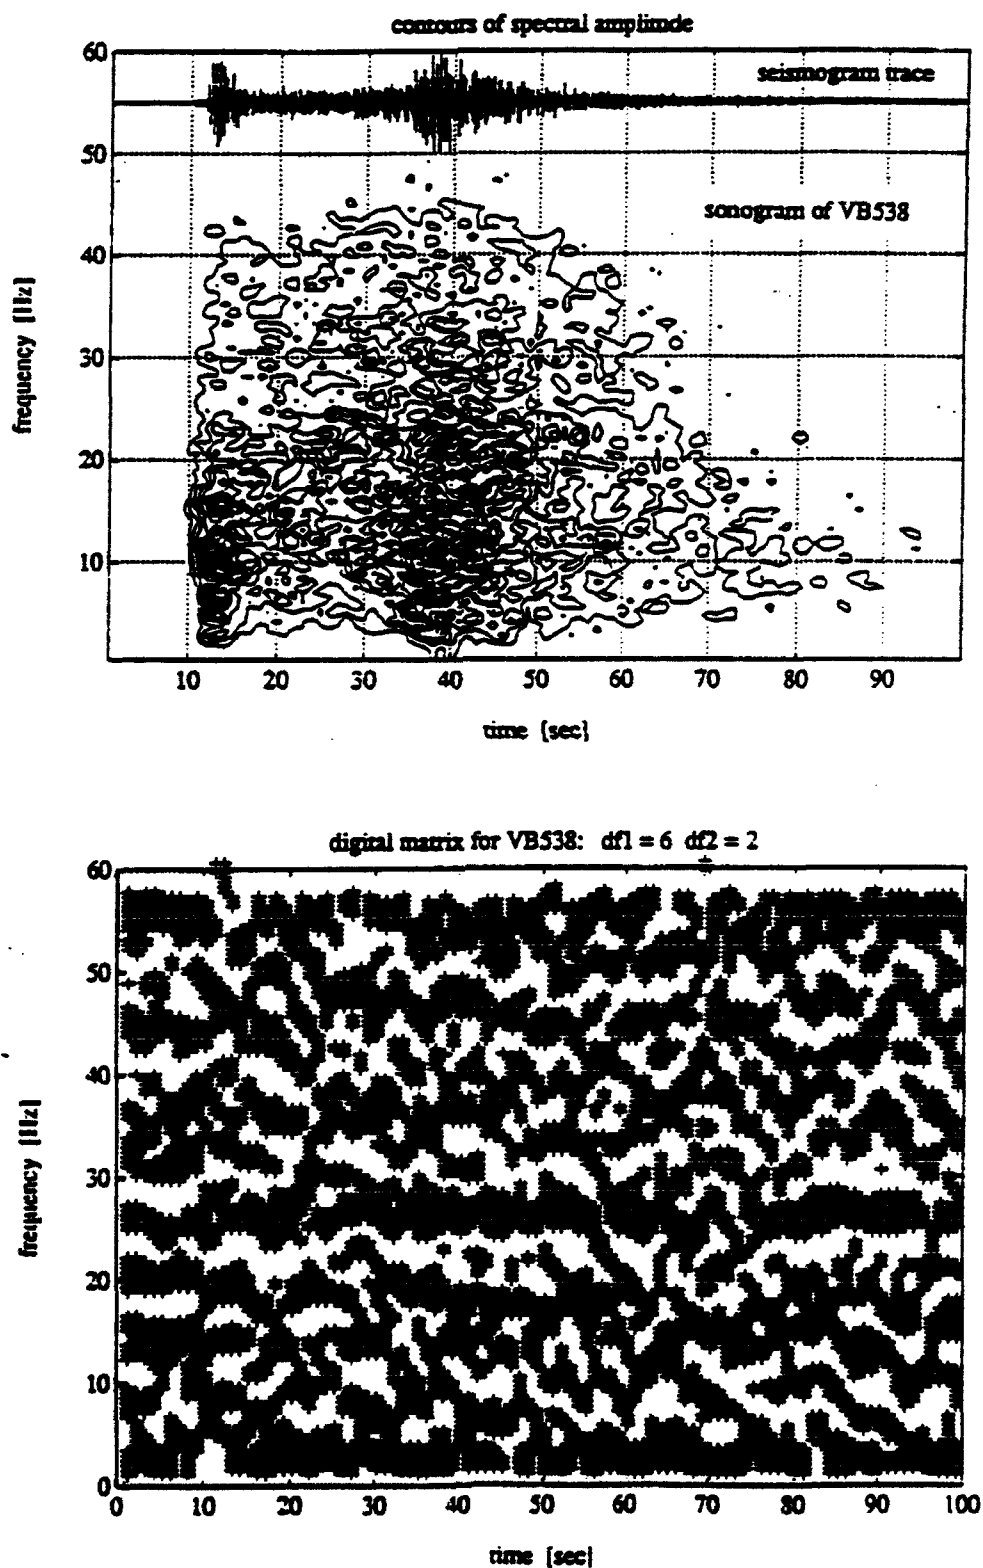 contours of spectral amplitude
60
seismogram trace
50
sonogram of VB538
40
frequency [Hz]
30
20
10
10 20 30 40 50 60 70 80 90
time [sec]
digital matrix for VB538: df1 = 6 df2 = 2
60
50
40
frequency [Hz]
30
20
10
0
0 10 20 30 40 50 60 70 80 90 100
time [sec]